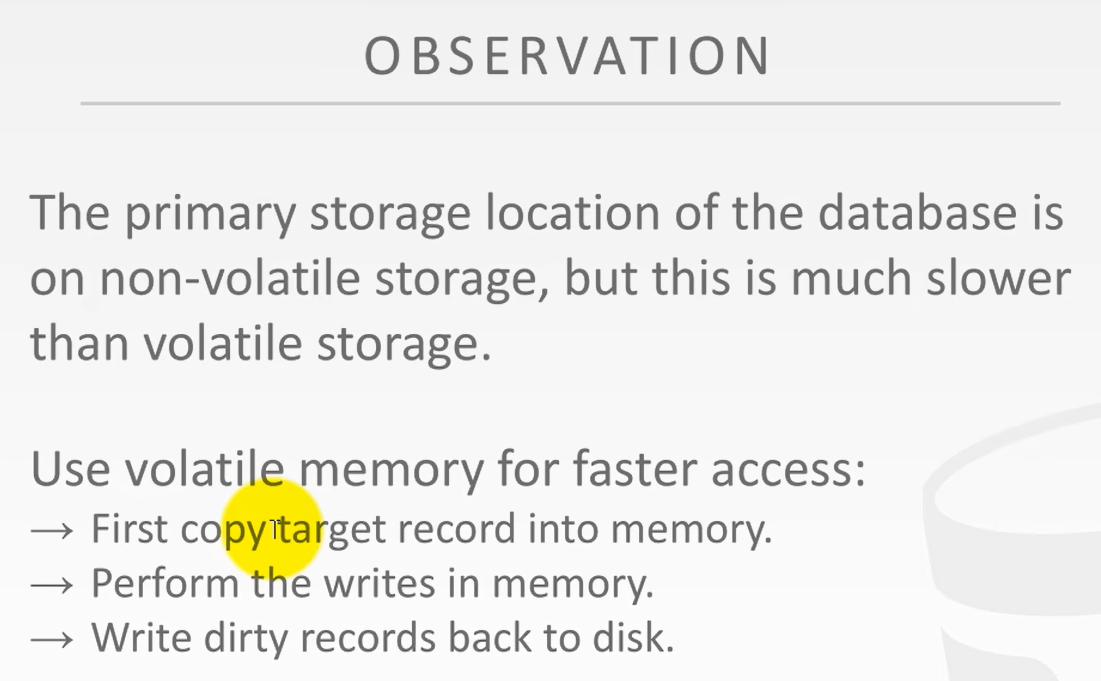 OBSERVATION
The primary storage location of the database is
on non-volatile storage, but this is much slower
than volatile storage.
Use volatile memory for faster access:
→ First copy target record into memory.
→ Perform the writes in memory.
→ Write dirty records back to disk.